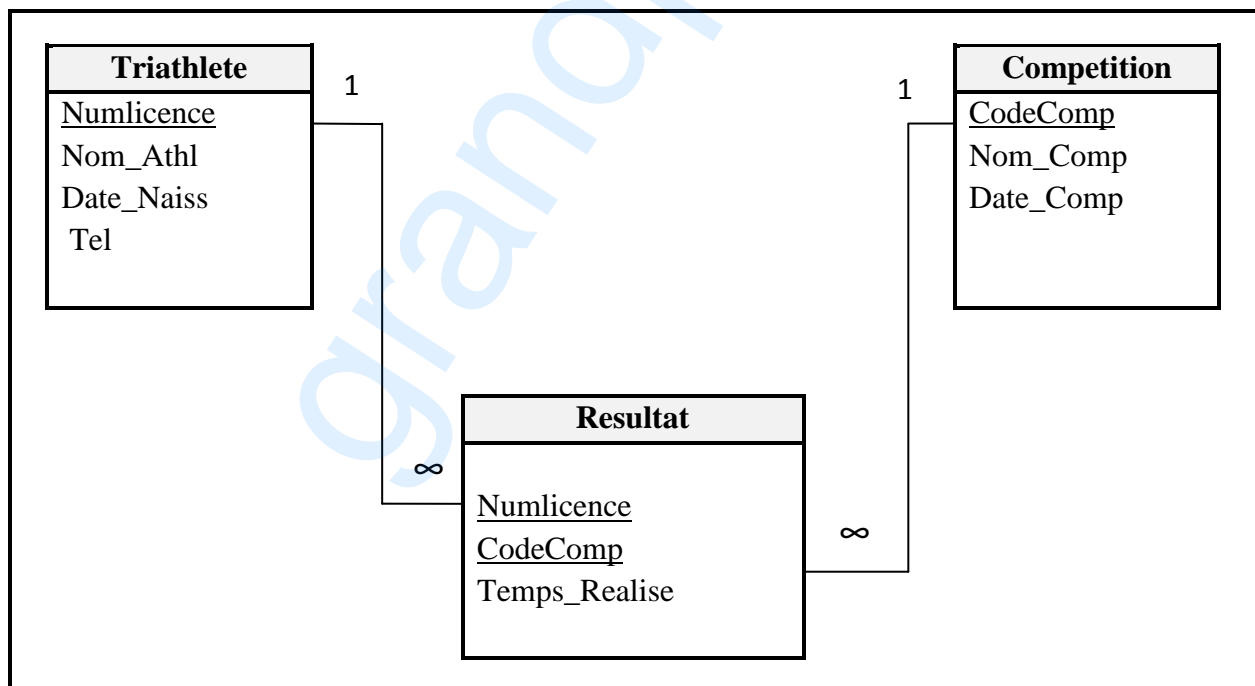 Triathlete
1
Numlicence
Nom_Athl
Date_Naiss
Tel
1
Competition
CodeComp
Nom_Comp
Date_Comp
Resultat
∞
Numlicence
CodeComp
Temps_Realise
∞